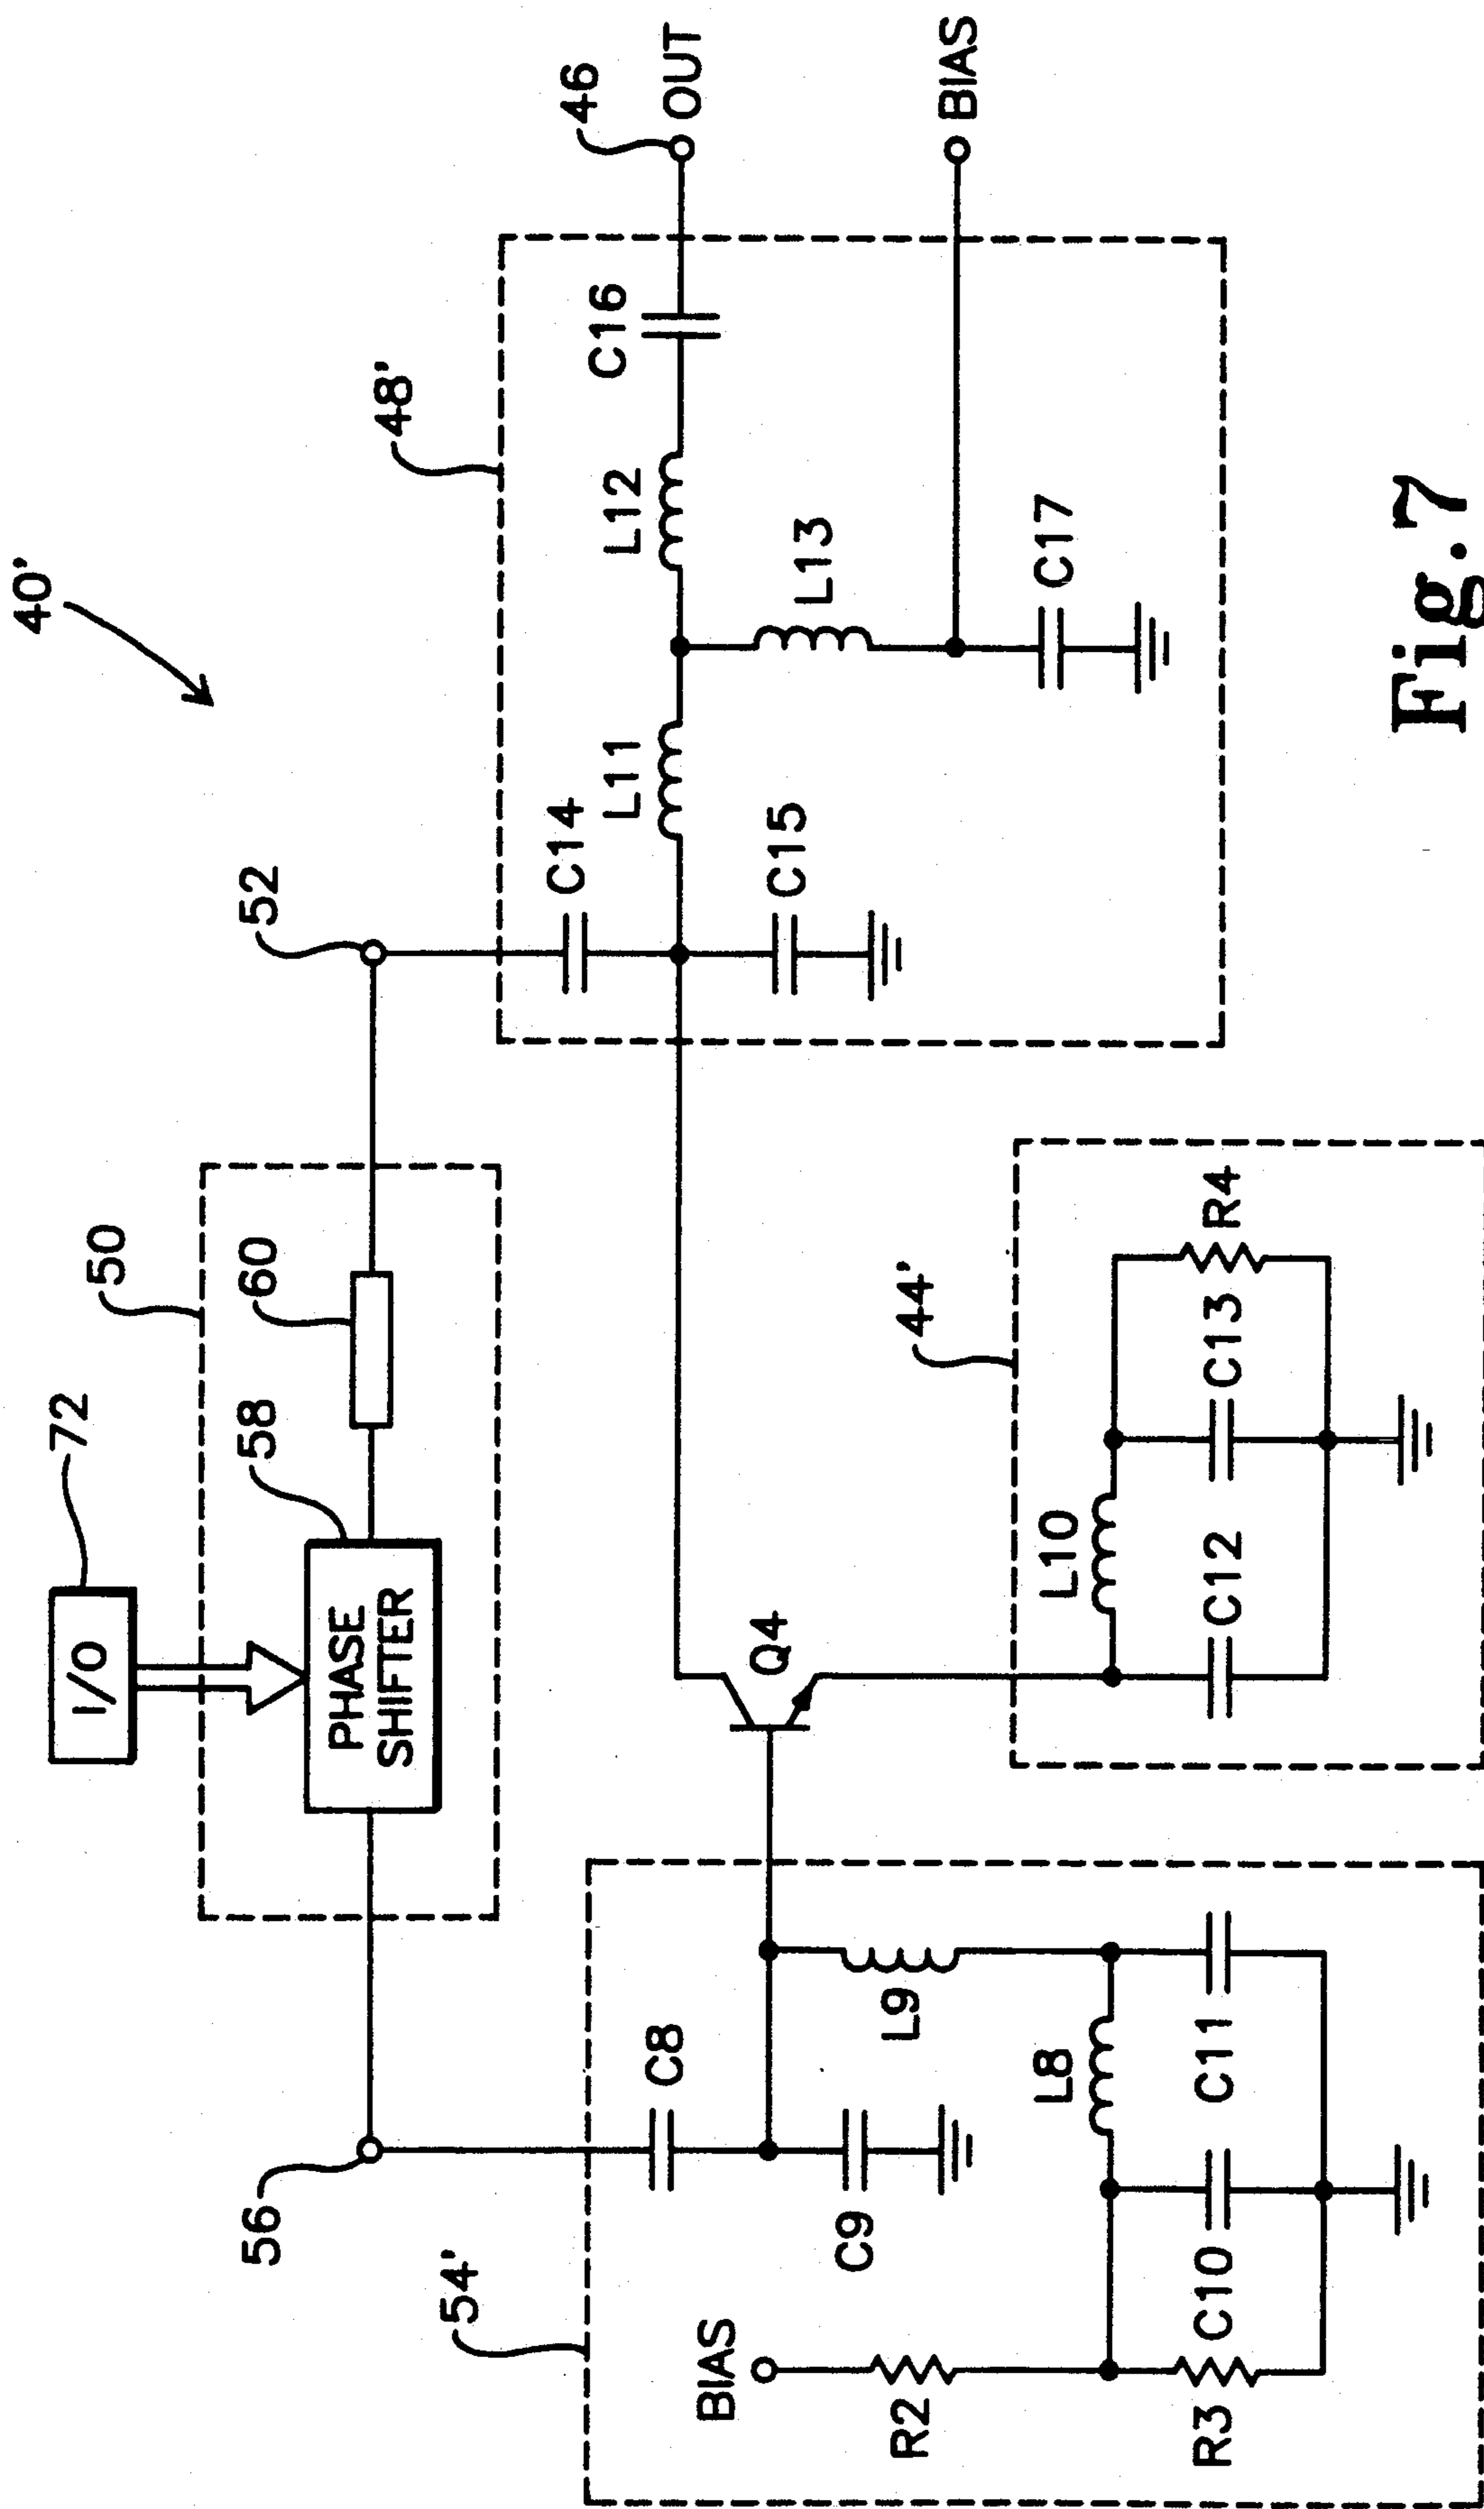 40'
72
I/O
50
58
60
PHASE
SHIFTER
52
56
54'
48'
46
OUT
BIAS
C14
L11
L12
C16
C15
L13
C17
Q4
44'
L10
C12
C13
R4
C8
C9
L9
L8
BIAS
R2
R3
C10
C11
Fig.7